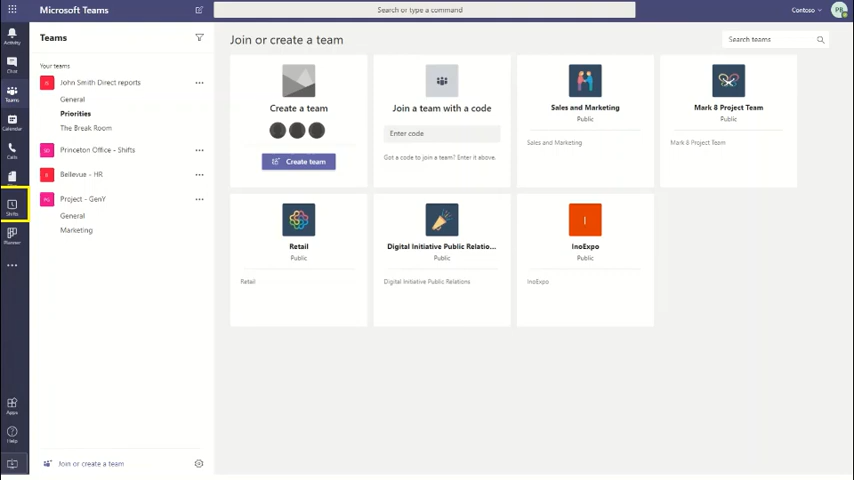 Microsoft Teams
Search or type a command
Contoso
PB
Activity
Chat
Teams
Calendar
Calls
Shifts
Planner
Apps
Help
Teams
Your teams
John Smith Direct reports
General
Priorities
The Break Room
Princeton Office - Shifts
Bellevue - HR
PG
Project - GenY
General
Marketing
Join or create a team
Join or create a team
Search teams
Create a team
Create team
Join a team with a code
Enter code
Got a code to join a team? Enter it above.
Sales and Marketing
Public
Sales and Marketing
Mark 8 Project Team
Public
Mark 8 Project Team
Retail
Public
Retail
Digital Initiative Public Relatio...
Public
Digital Initiative Public Relations
I
InoExpo
Public
InoExpo